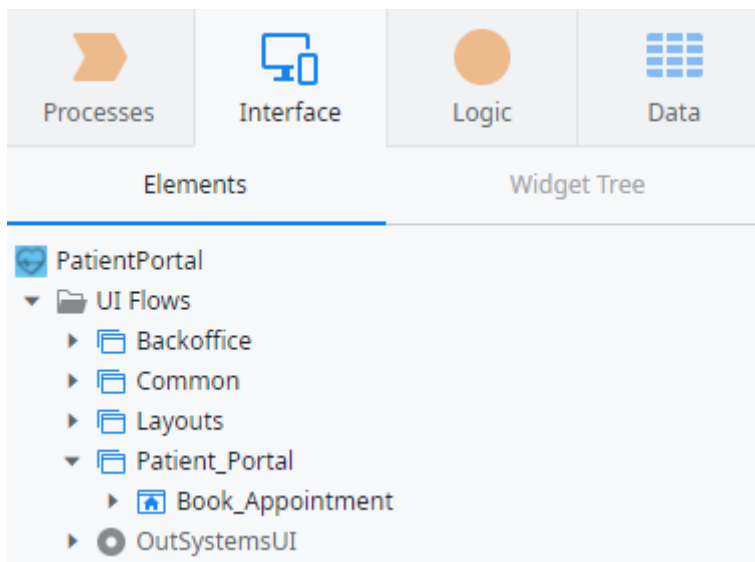 Processes Interface Logic Data
Elements Widget Tree
PatientPortal
UI Flows
Backoffice
Common
Layouts
Patient_Portal
Book_Appointment
OutSystemsUI